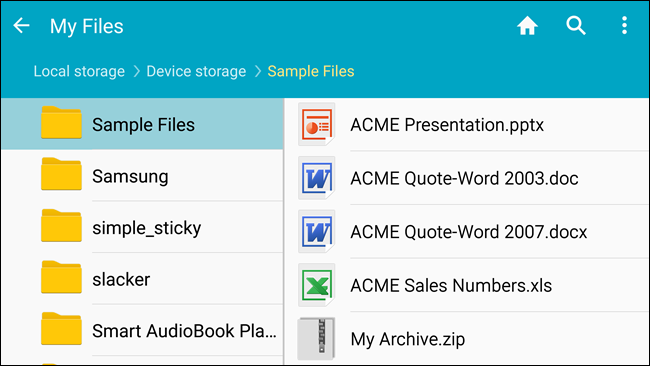 My Files
Local storage > Device storage > Sample Files
Sample Files
Samsung
simple_sticky
slacker
Smart AudioBook Pla...
ACME Presentation.pptx
ACME Quote-Word 2003.doc
ACME Quote-Word 2007.docx
ACME Sales Numbers.xls
My Archive.zip